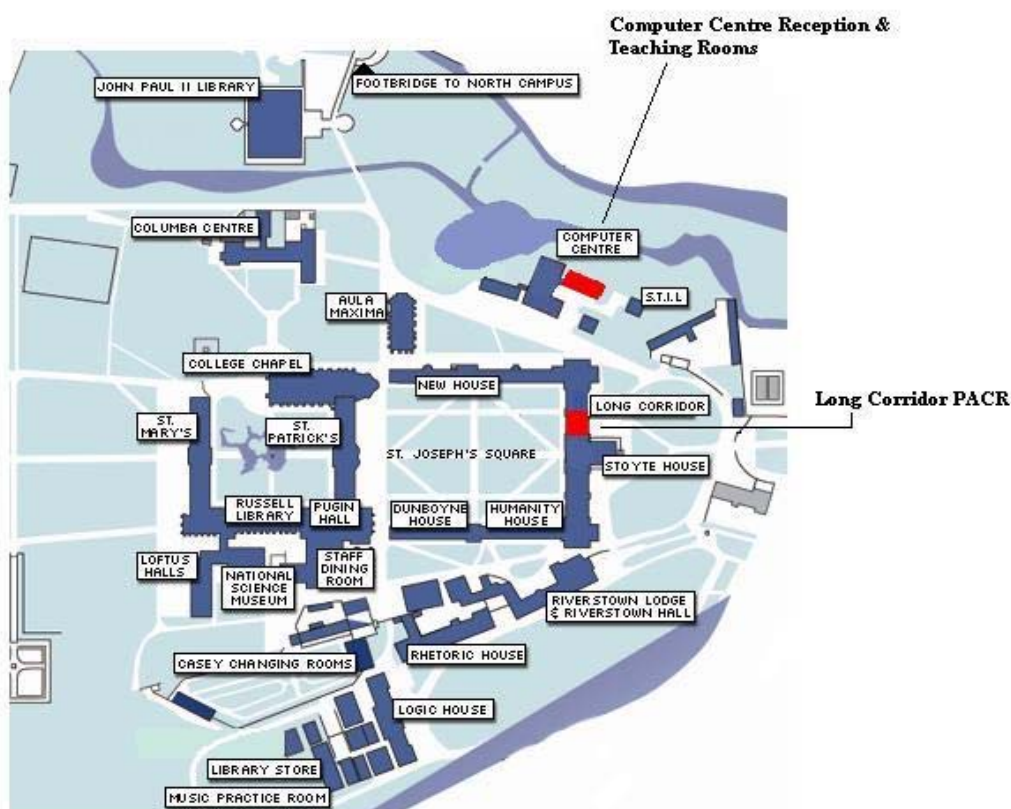 Computer Centre Reception &
Teaching Rooms
JOHN PAUL II LIBRARY
FOOTBRIDGE TO NORTH CAMPUS
COLUMBA CENTRE
COMPUTER
CENTRE
S.T.I.L
AULA
MAXIMA
COLLEGE CHAPEL
NEW HOUSE
LONG CORRIDOR
Long Corridor PACR
ST.
MARY'S
ST.
PATRICK'S
ST. JOSEPH'S SQUARE
STOYTE HOUSE
RUSSELL
LIBRARY
PUGIN
HALL
DUNBOYNE
HOUSE
HUMANITY
HOUSE
LOFTUS
HALLS
NATIONAL
SCIENCE
MUSEUM
STAFF
DINING
ROOM
RIVERSTOWN LODGE
& RIVERSTOWN HALL
CASEY CHANGING ROOMS
RHETORIC HOUSE
LOGIC HOUSE
LIBRARY STORE
MUSIC PRACTICE ROOM